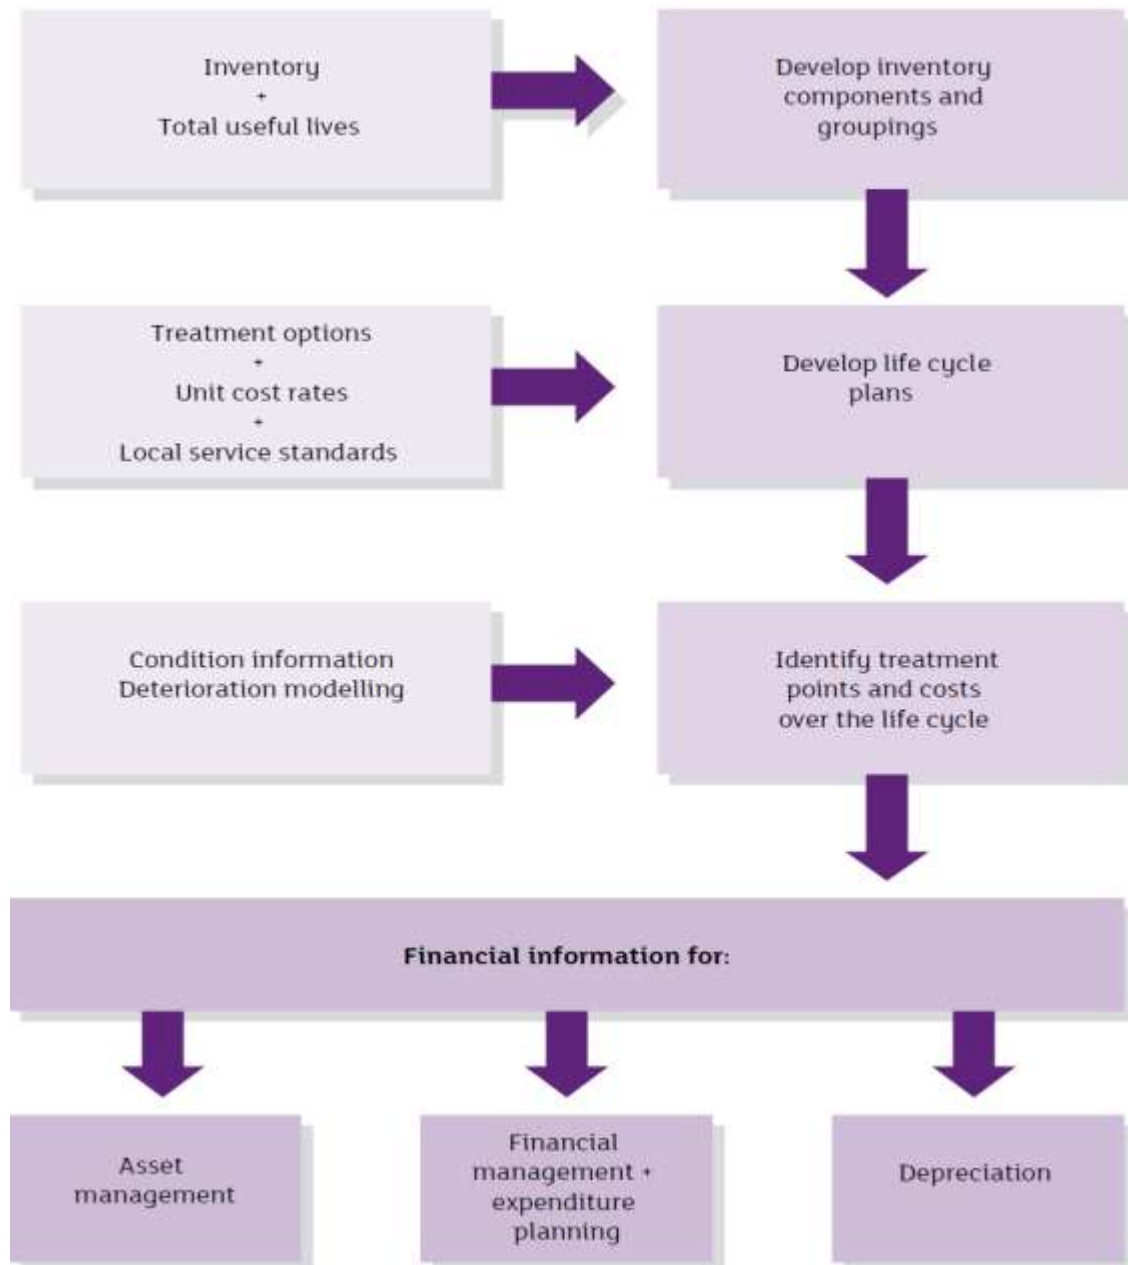 Inventory
+
Total useful lives
Develop inventory
components and
groupings
Treatment options
+
Unit cost rates
+
Local service standards
Develop life cycle
plans
Condition information
Deterioration modelling
Identify treatment
points and costs
over the life cycle
Financial information for:
Asset
management
Financial
management +
expenditure
planning
Depreciation